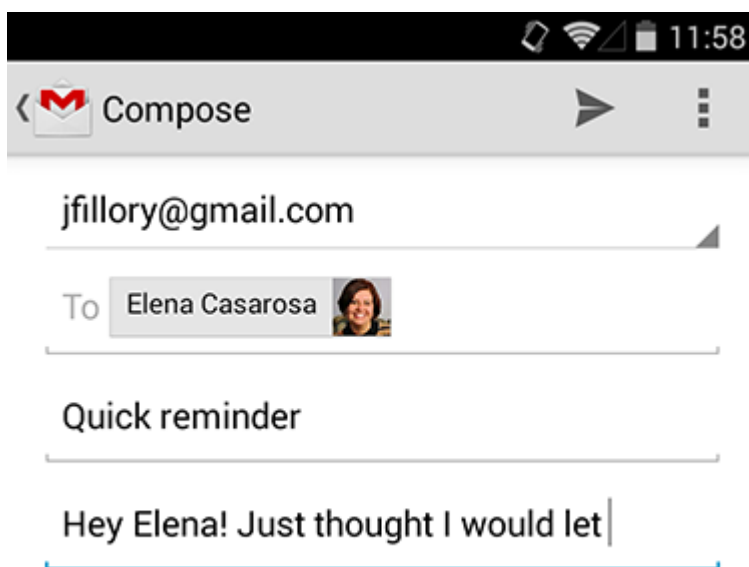 11:58
Compose
jfillory@gmail.com
To Elena Casarosa
Quick reminder
Hey Elena! Just thought I would let